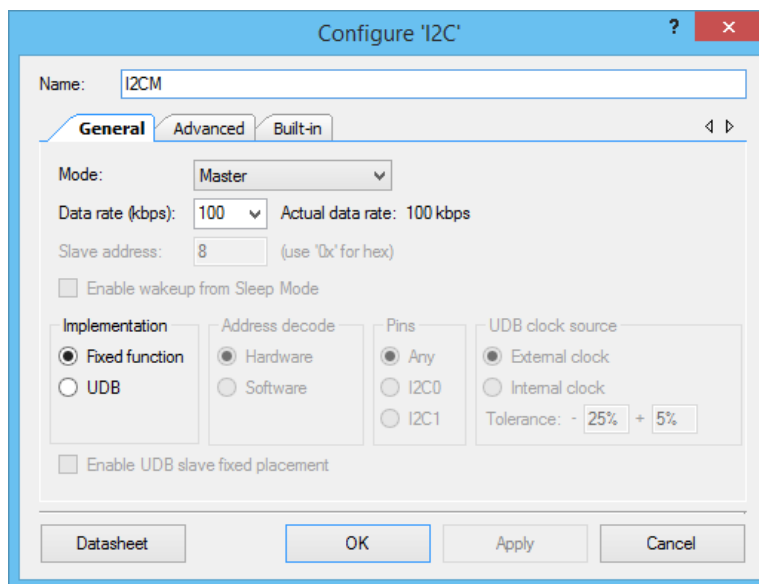 Configure 'I2C'
?
Name: I2CM
General Advanced Built-in
Mode: Master
Data rate (kbps): 100 Actual data rate: 100 kbps
Slave address: 8 (use '0x' for hex)
Enable wakeup from Sleep Mode
Implementation Address decode Pins UDB clock source
Fixed function Hardware Any External clock
UDB Software I2C0 Internal clock
I2C1 Tolerance: - 25% + 5%
Enable UDB slave fixed placement
Datasheet OK Apply Cancel